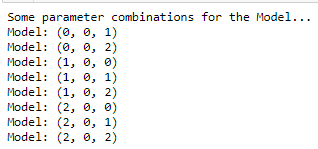 Some parameter combinations for the Model...
Model: (0, 0, 1)
Model: (0, 0, 2)
Model: (1, 0, 0)
Model: (1, 0, 1)
Model: (1, 0, 2)
Model: (2, 0, 0)
Model: (2, 0, 1)
Model: (2, 0, 2)